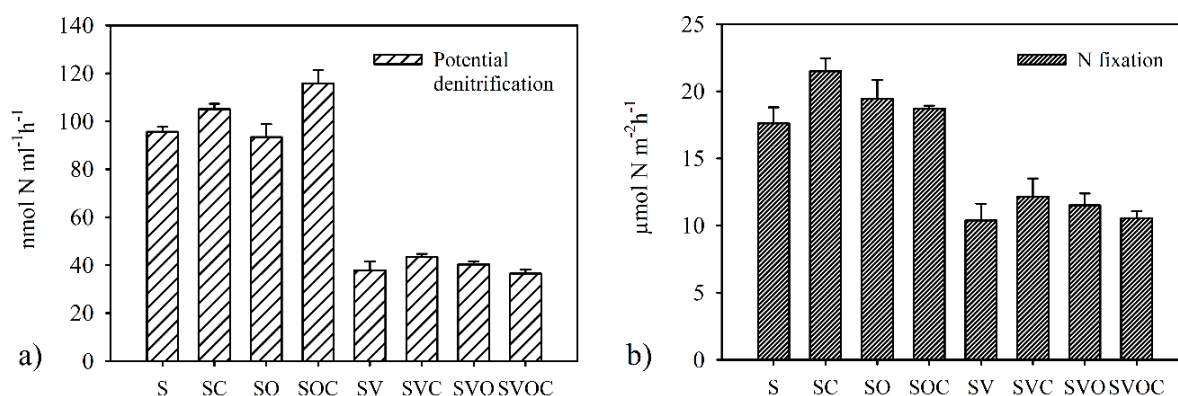 140
120
100
80
60
40
20
0
nmol N ml⁻¹h⁻¹
Potential
denitrification
S SC SO SOC SV SVC SVO SVOC
a)
25
20
15
10
5
0
µmol N m⁻²h⁻¹
N fixation
S SC SO SOC SV SVC SVO SVOC
b)